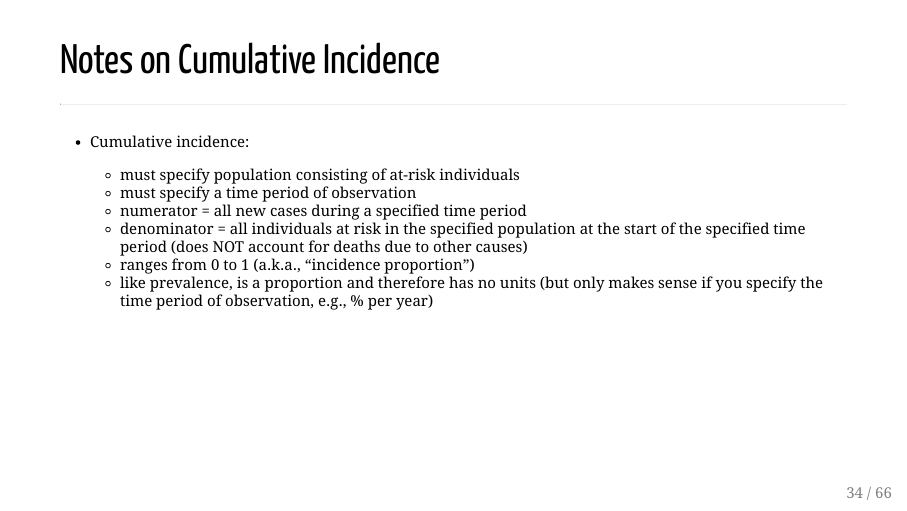 Notes on Cumulative Incidence
• Cumulative incidence:
◦ must specify population consisting of at-risk individuals
◦ must specify a time period of observation
◦ numerator = all new cases during a specified time period
◦ denominator = all individuals at risk in the specified population at the start of the specified time
period (does NOT account for deaths due to other causes)
◦ ranges from 0 to 1 (a.k.a., “incidence proportion”)
◦ like prevalence, is a proportion and therefore has no units (but only makes sense if you specify the
time period of observation, e.g., % per year)
34 / 66